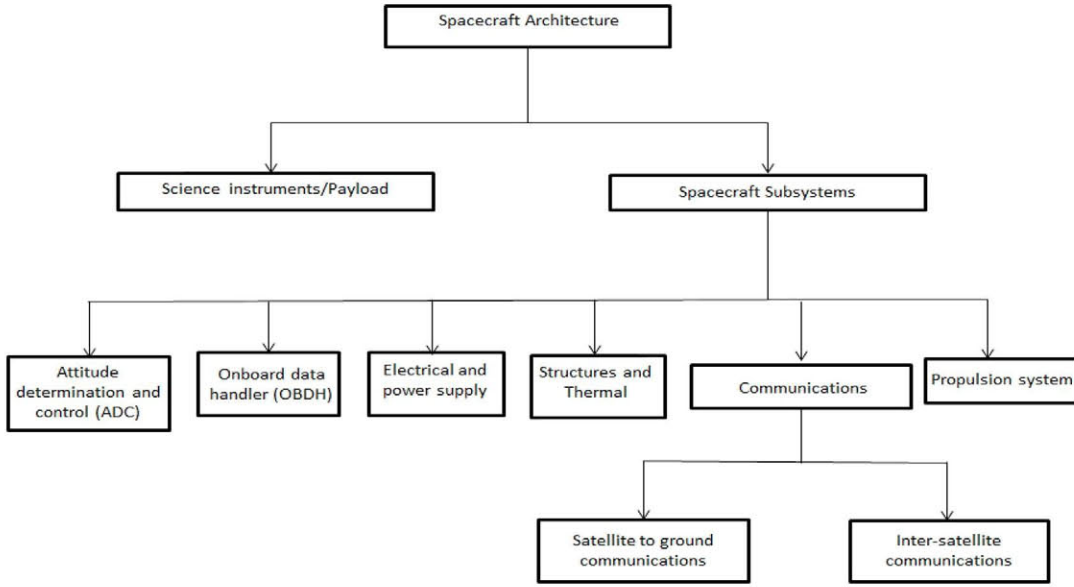 Spacecraft Architecture
Science instruments/Payload
Spacecraft Subsystems
Attitude
determination and
control (ADC)
Onboard data
handler (OBDH)
Electrical and
power supply
Structures and
Thermal
Communications
Propulsion system
Satellite to ground
communications
Inter-satellite
communications